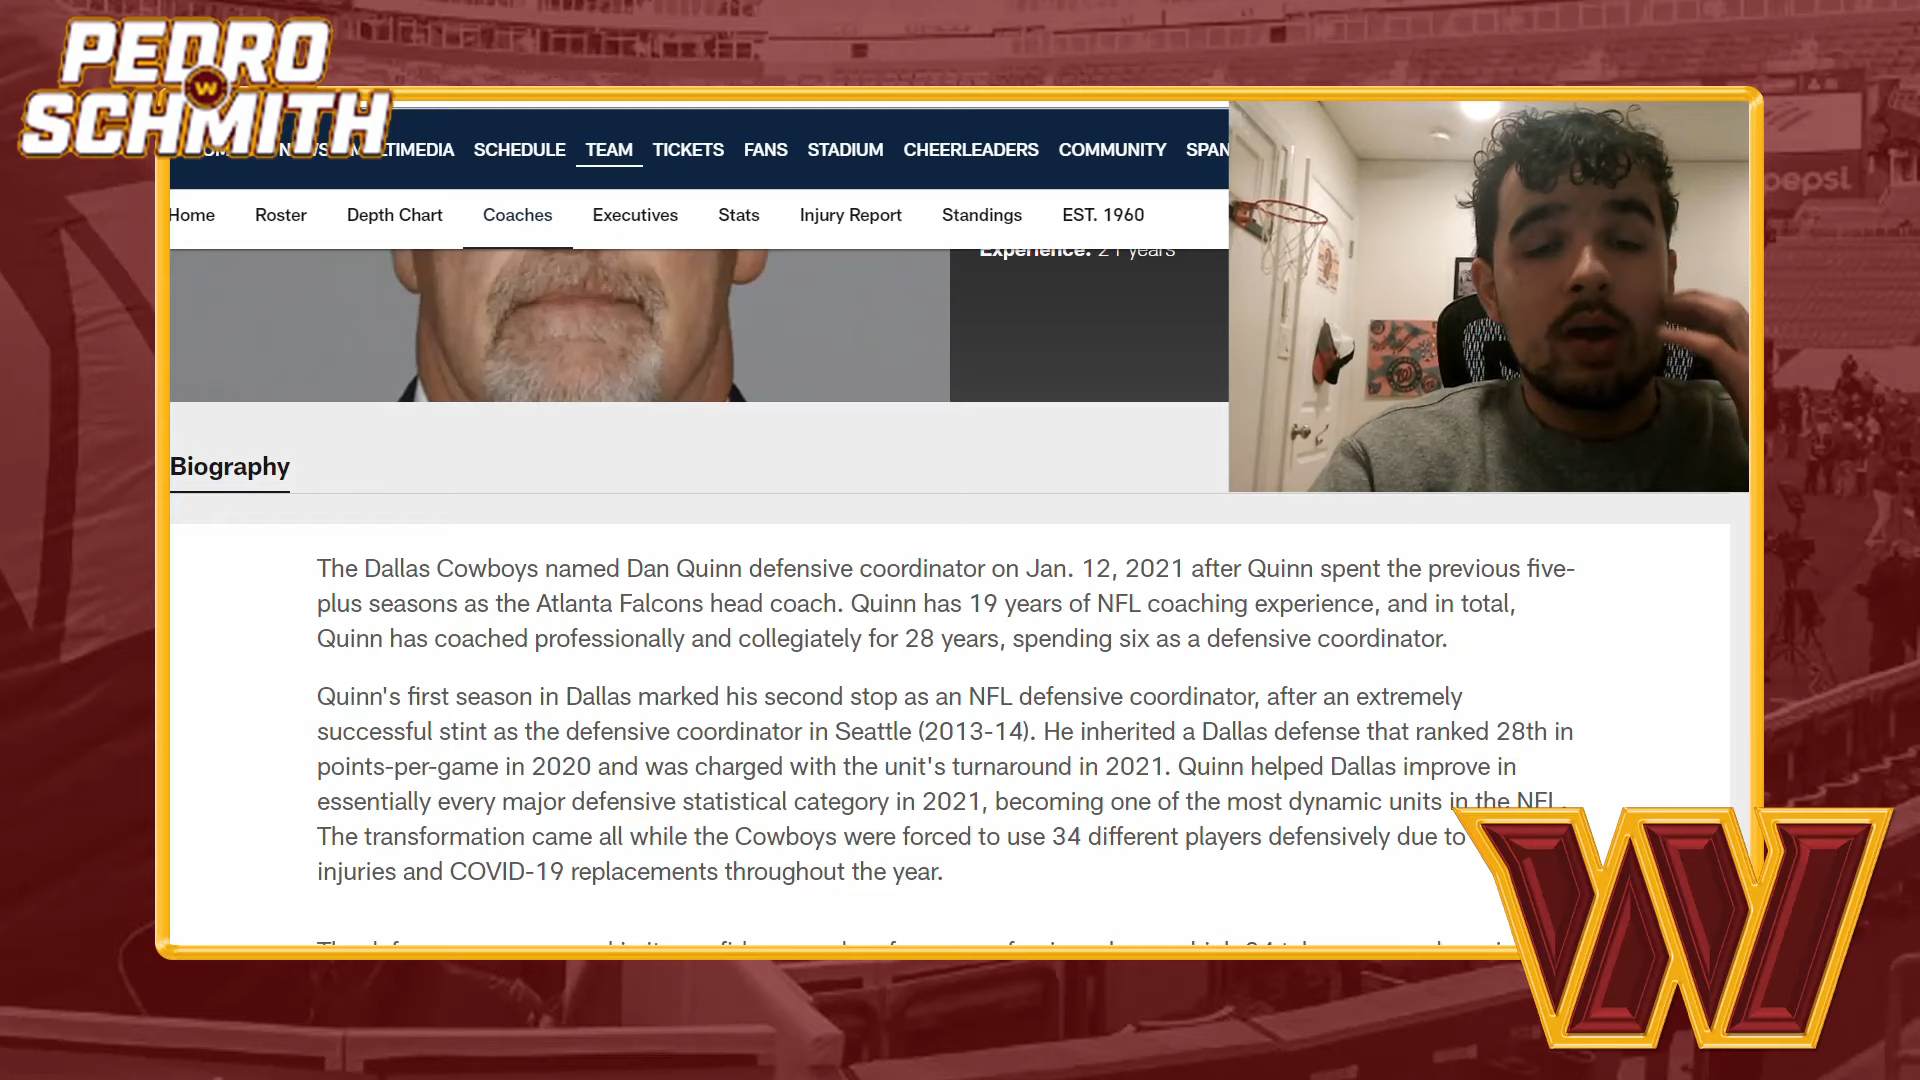 PEDRO
SCHMITH
MULTIMEDIA SCHEDULE TEAM TICKETS FANS STADIUM CHEERLEADERS COMMUNITY SPAN
Home Roster Depth Chart Coaches Executives Stats Injury Report Standings EST. 1960
Experience: 21 years
pepsi
Biography
The Dallas Cowboys named Dan Quinn defensive coordinator on Jan. 12, 2021 after Quinn spent the previous five-
plus seasons as the Atlanta Falcons head coach. Quinn has 19 years of NFL coaching experience, and in total,
Quinn has coached professionally and collegiately for 28 years, spending six as a defensive coordinator.
Quinn's first season in Dallas marked his second stop as an NFL defensive coordinator, after an extremely
successful stint as the defensive coordinator in Seattle (2013-14). He inherited a Dallas defense that ranked 28th in
points-per-game in 2020 and was charged with the unit's turnaround in 2021. Quinn helped Dallas improve in
essentially every major defensive statistical category in 2021, becoming one of the most dynamic units in the NFL.
The transformation came all while the Cowboys were forced to use 34 different players defensively due to
injuries and COVID-19 replacements throughout the year.
W